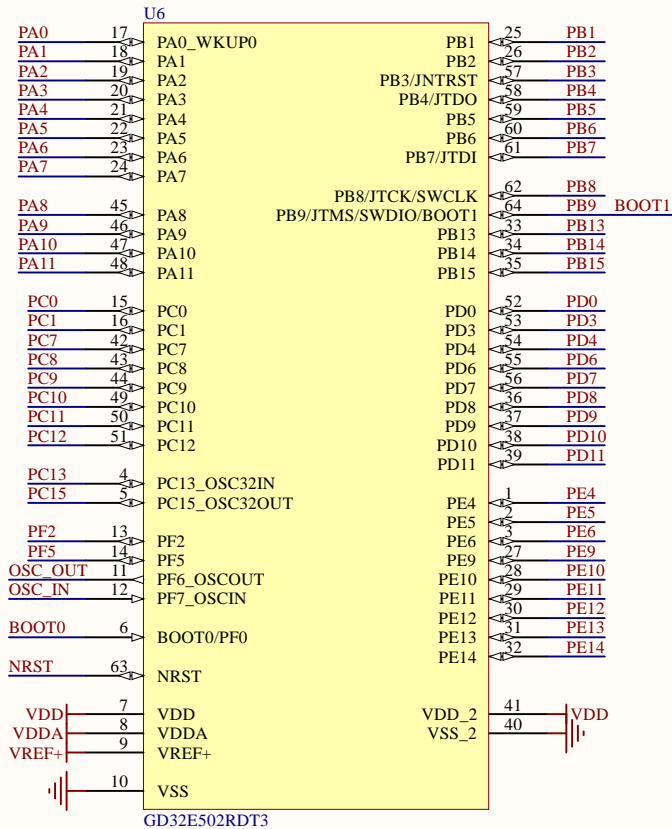 U6
PA0 17 PA0_WKUP0 PB1 25 PB1
PA1 18 PA1 PB2 26 PB2
PA2 19 PA2 PB3/JNTRST 57 PB3
PA3 20 PA3 PB4/JTDO 58 PB4
PA4 21 PA4 PB5 59 PB5
PA5 22 PA5 PB6 60 PB6
PA6 23 PA6 PB7/JTDI 61 PB7
PA7 24 PA7
PB8/JTCK/SWCLK 62 PB8
PA8 45 PA8 PB9/JTMS/SWDIO/BOOT1 64 PB9 BOOT1
PA9 46 PA9 PB13 33 PB13
PA10 47 PA10 PB14 34 PB14
PA11 48 PA11 PB15 35 PB15
PC0 15 PC0 PD0 52 PD0
PC1 16 PC1 PD3 53 PD3
PC7 42 PC7 PD4 54 PD4
PC8 43 PC8 PD6 55 PD6
PC9 44 PC9 PD7 56 PD7
PC10 49 PC10 PD8 36 PD8
PC11 50 PC11 PD9 37 PD9
PC12 51 PC12 PD10 38 PD10
PD11 39 PD11
PC13 4 PC13_OSC32IN
PC15 5 PC15_OSC32OUT PE4 1 PE4
PE5 2 PE5
PF2 13 PF2 PE6 3 PE6
PF5 14 PF5 PE9 27 PE9
OSC_OUT 11 PF6_OSCOUT PE10 28 PE10
OSC_IN 12 PF7_OSCIN PE11 29 PE11
PE12 30 PE12
BOOT0 6 BOOT0/PF0 PE13 31 PE13
PE14 32 PE14
NRST 63 NRST
VDD 7 VDD VDD_2 41 VDD
VDDA 8 VDDA VSS_2 40
VREF+ 9 VREF+
10 VSS
GD32E502RDT3